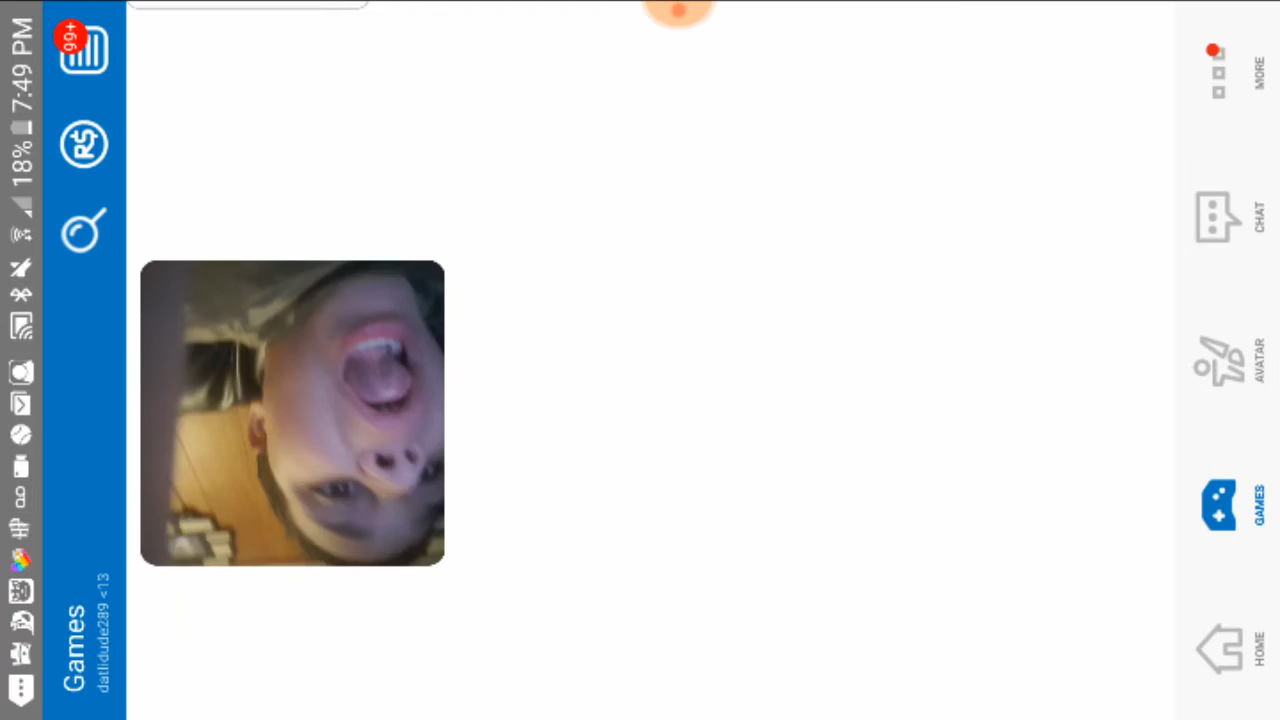 18% 7:49 PM
Games
datlidude289 <13
R$
99+
HOME
GAMES
AVATAR
CHAT
MORE